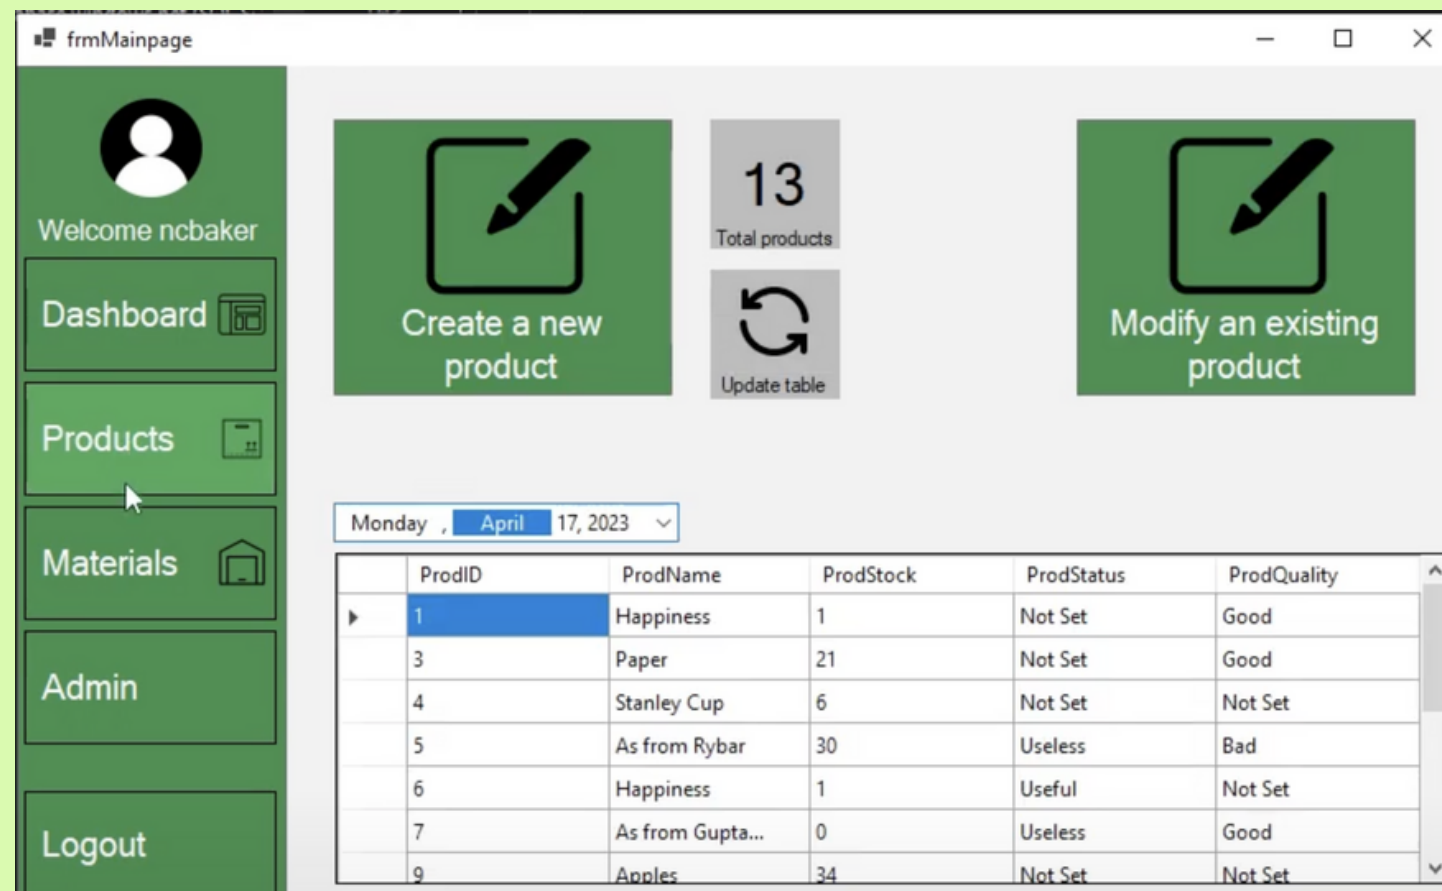 frmMainpage
Welcome ncbaker
Dashboard
Products
Materials
Admin
Logout
Create a new
product
13
Total products
Update table
Modify an existing
product
Monday , April 17, 2023
ProdID ProdName ProdStock ProdStatus ProdQuality
1 Happiness 1 Not Set Good
3 Paper 21 Not Set Good
4 Stanley Cup 6 Not Set Not Set
5 As from Rybar 30 Useless Bad
6 Happiness 1 Useful Not Set
7 As from Gupta... 0 Useless Good
9 Apples 34 Not Set Not Set